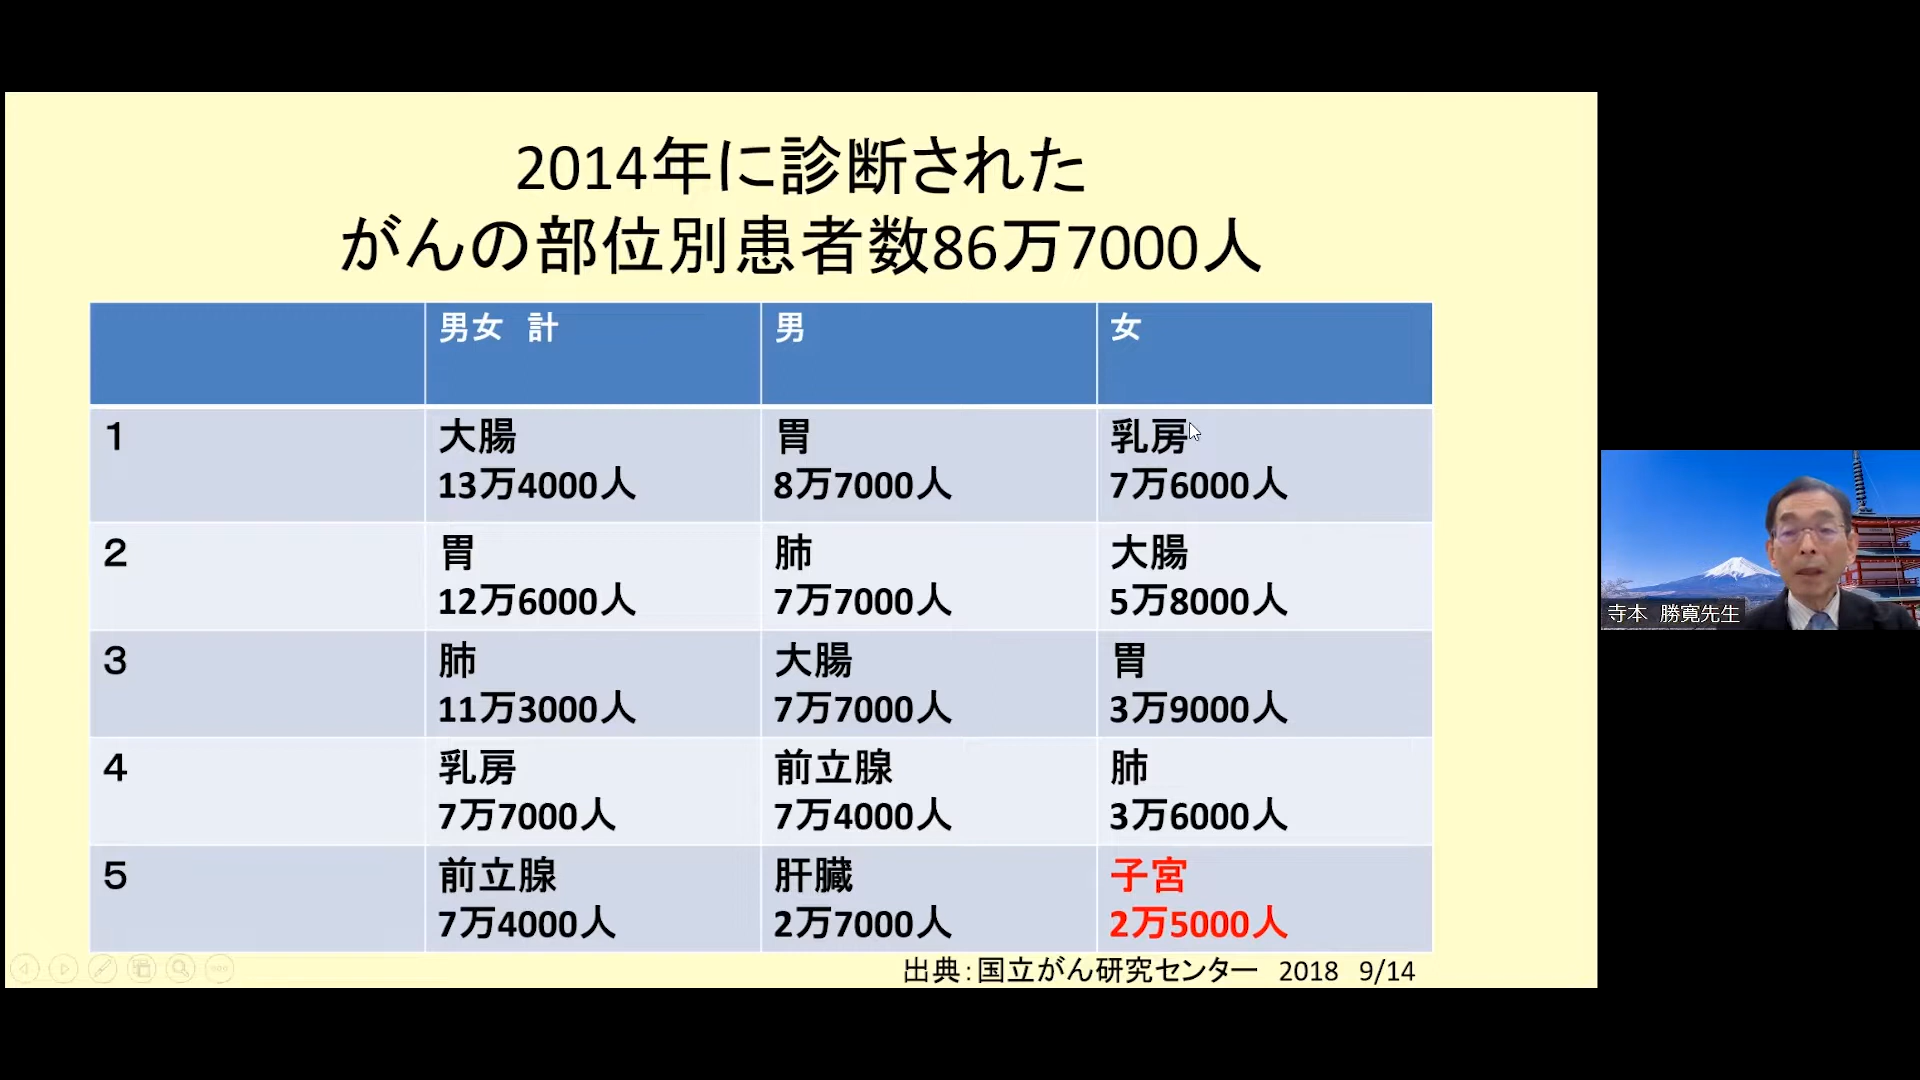 2014年に診断された
がんの部位別患者数86万7000人
男女　計
男
女
1
大腸
13万4000人
胃
8万7000人
乳房
7万6000人
2
胃
12万6000人
肺
7万7000人
大腸
5万8000人
3
肺
11万3000人
大腸
7万7000人
胃
3万9000人
4
乳房
7万7000人
前立腺
7万4000人
肺
3万6000人
5
前立腺
7万4000人
肝臓
2万7000人
子宮
2万5000人
出典：国立がん研究センター　2018　9/14
寺本　勝寛先生